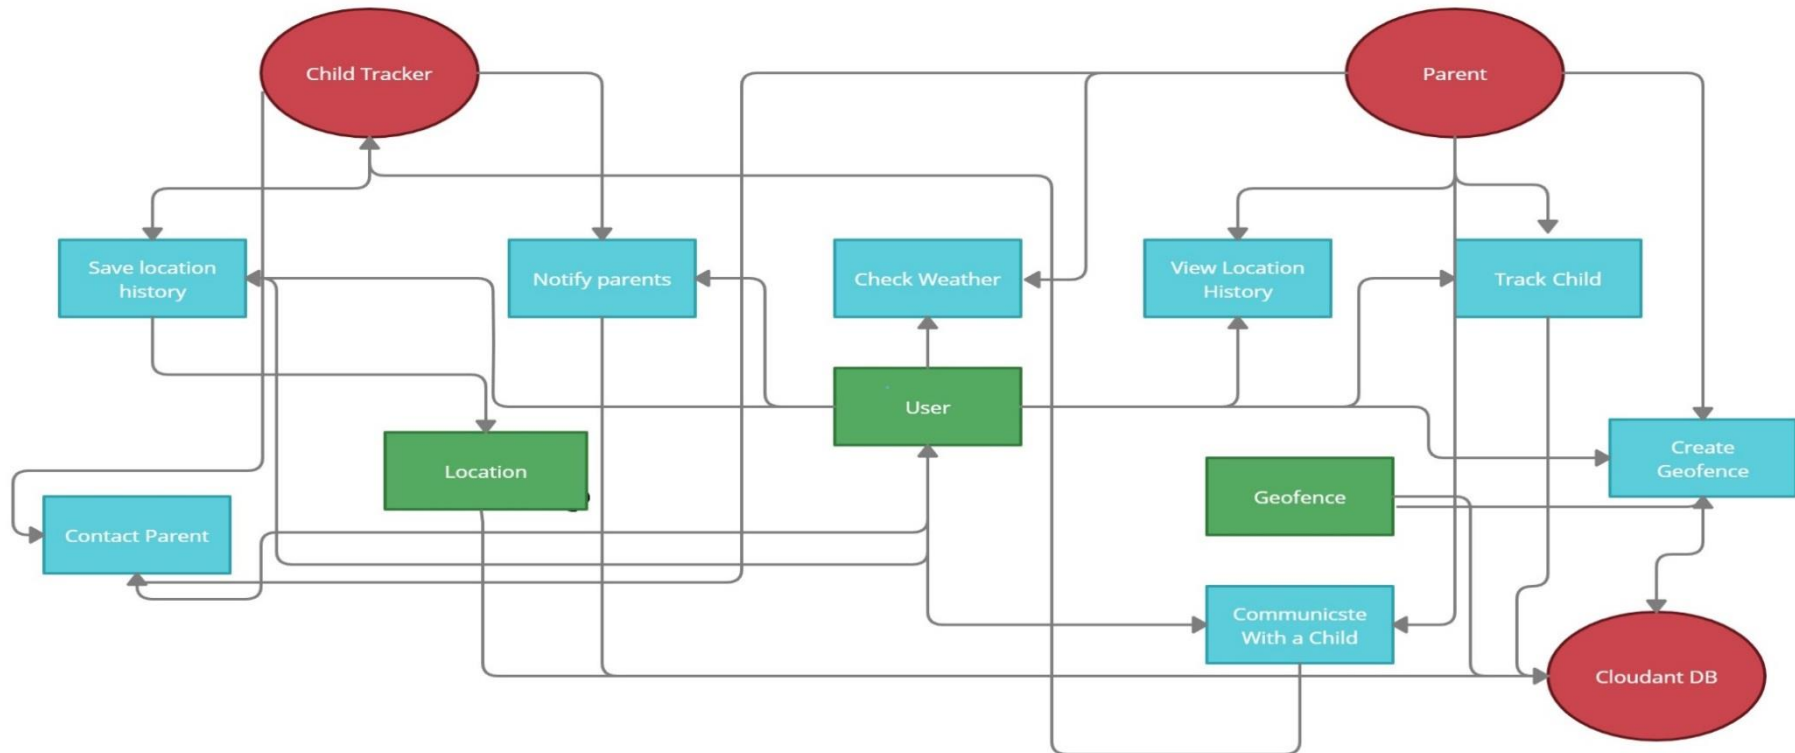 Child Tracker
Parent
Save location
history
Notify parents
Check Weather
View Location
History
Track Child
User
Location
Create
Geofence
Geofence
Contact Parent
Communicste
With a Child
Cloudant DB